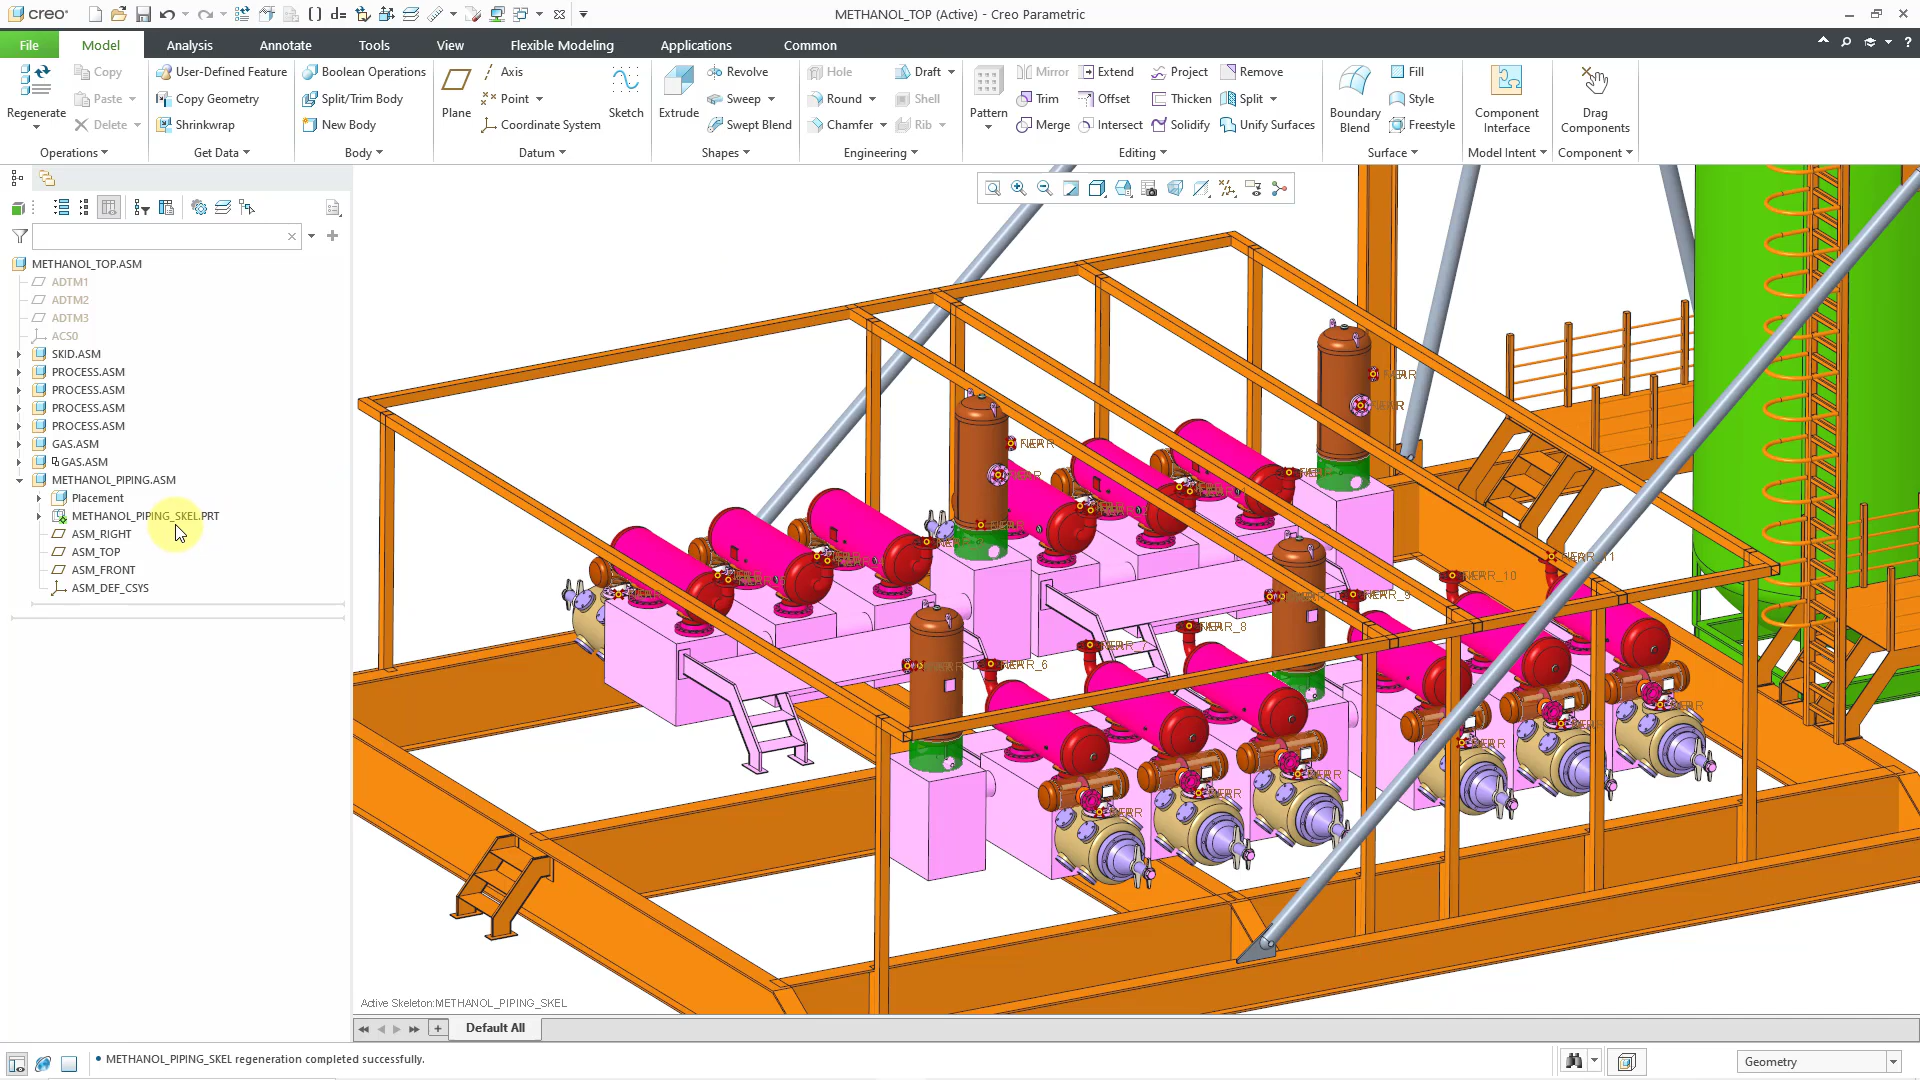 creo
METHANOL_TOP (Active) - Creo Parametric
File
Model
Analysis
Annotate
Tools
View
Flexible Modeling
Applications
Common
Regenerate
Copy
Paste
Delete
Operations
User-Defined Feature
Copy Geometry
Shrinkwrap
Get Data
Boolean Operations
Split/Trim Body
New Body
Body
Plane
Axis
Point
Coordinate System
Sketch
Datum
Extrude
Revolve
Sweep
Swept Blend
Shapes
Hole
Round
Chamfer
Draft
Shell
Rib
Engineering
Pattern
Mirror
Trim
Merge
Extend
Offset
Intersect
Project
Thicken
Solidify
Remove
Split
Unify Surfaces
Editing
Boundary
Blend
Fill
Style
Freestyle
Surface
Component
Interface
Model Intent
Drag
Components
Component
METHANOL_TOP.ASM
ADTM1
ADTM2
ADTM3
ACS0
SKID.ASM
PROCESS.ASM
PROCESS.ASM
PROCESS.ASM
PROCESS.ASM
GAS.ASM
GAS.ASM
METHANOL_PIPING.ASM
Placement
METHANOL_PIPING_SKEL.PRT
ASM_RIGHT
ASM_TOP
ASM_FRONT
ASM_DEF_CSYS
Active Skeleton:METHANOL_PIPING_SKEL
Default All
METHANOL_PIPING_SKEL regeneration completed successfully.
Geometry